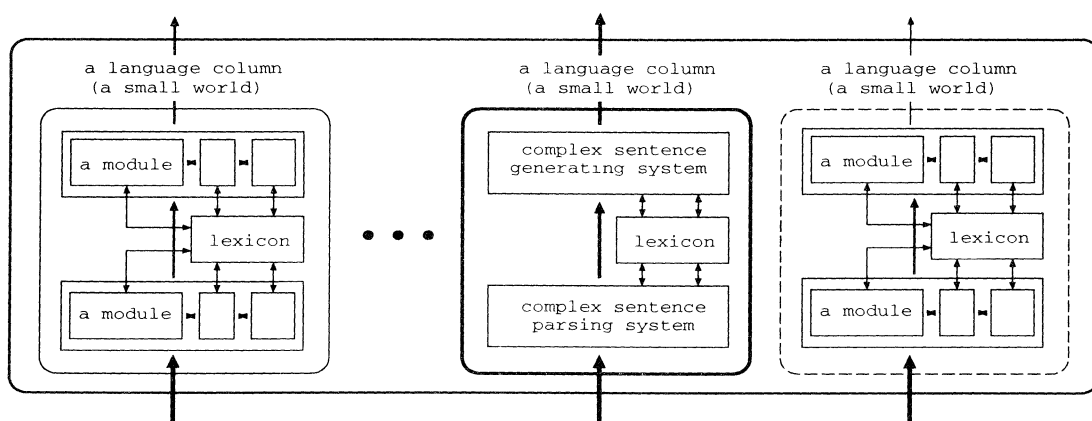 a language column
(a small world)
a module
lexicon
a module
a language column
(a small world)
complex sentence
generating system
lexicon
complex sentence
parsing system
a language column
(a small world)
a module
lexicon
a module